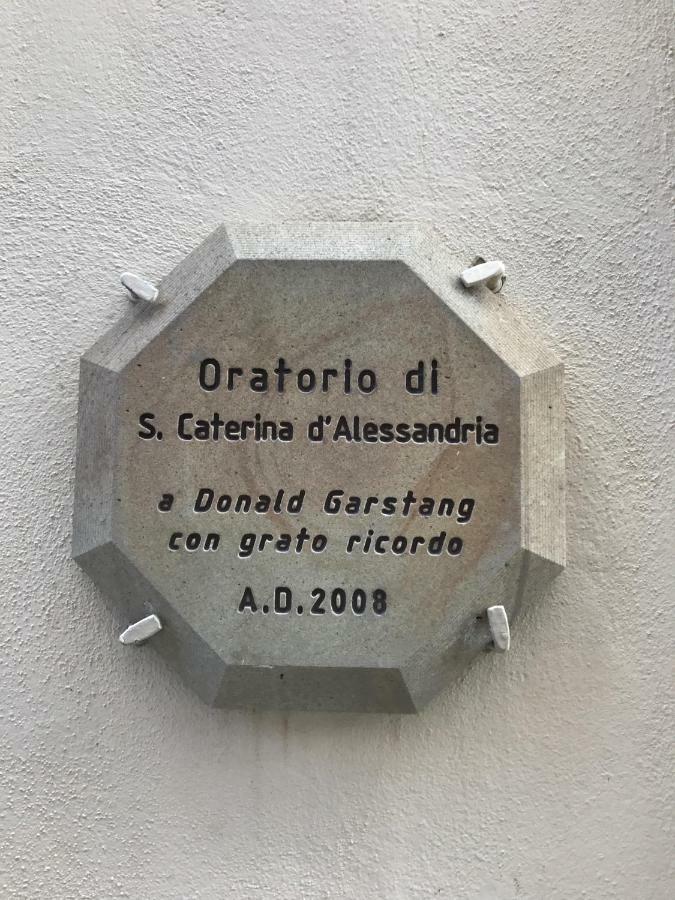 Oratorio di
S. Caterina d'Alessandria
a Donald Garstang
con grato ricordo
A.D. 2008